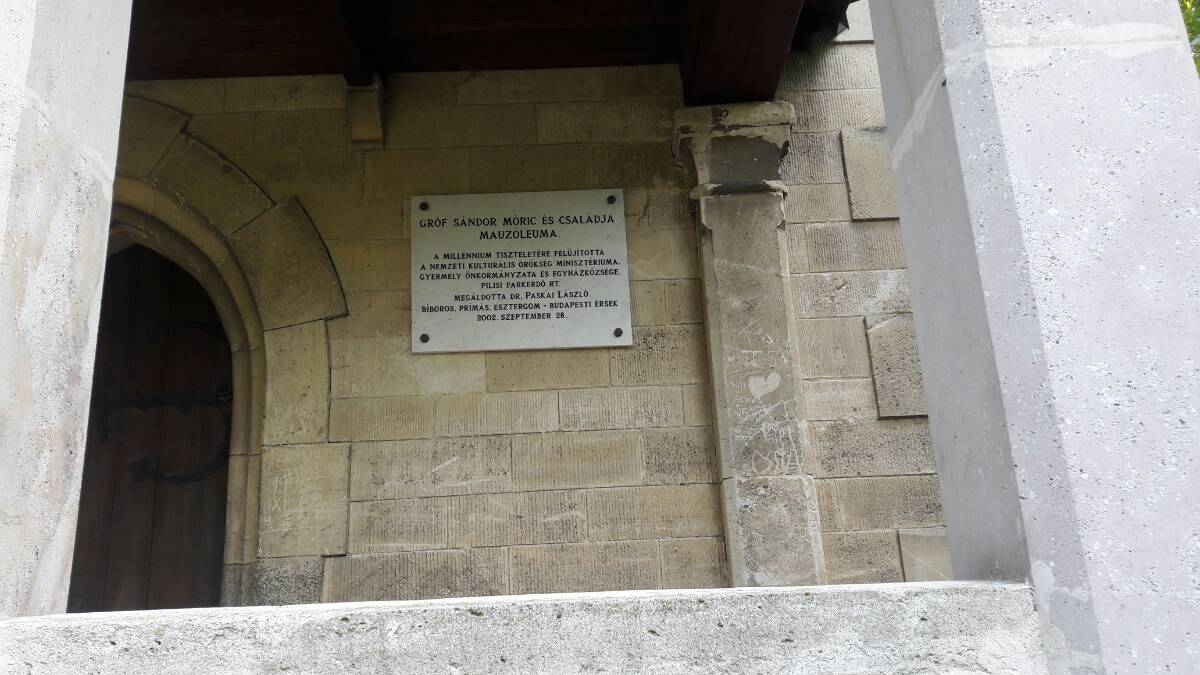 GRÓF SÁNDOR MÓRIC ÉS CSALÁDJA
MAUZOLEUMA.
A MILLENNIUM TISZTELETÉRE FELÚJÍTOTTA
A NEMZETI KULTURÁLIS ÖRÖKSÉG MINISZTÉRIUMA,
GYERMELY ÖNKORMÁNYZATA ÉS EGYHÁZKÖZSÉGE,
PILISI PARKERDŐ RT.
MEGÁLDOTTA DR. PASKAI LÁSZLÓ
BÍBOROS, PRÍMÁS, ESZTERGOM - BUDAPESTI ÉRSEK
2002. SZEPTEMBER 28.